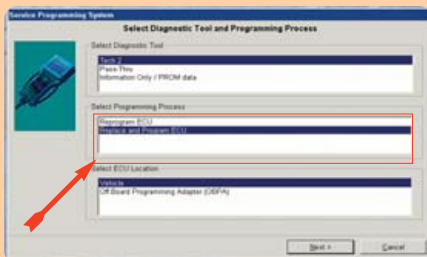 Service Programming System
Select Diagnostic Tool and Programming Process
Select Diagnostic Tool
Tech 2
Pass-Thru
Information Only / PROM data
Select Programming Process
Reprogram ECU
Replace and Program ECU
Select ECU Location
Vehicle
Off Board Programming Adapter (OBPA)
Next >
Cancel